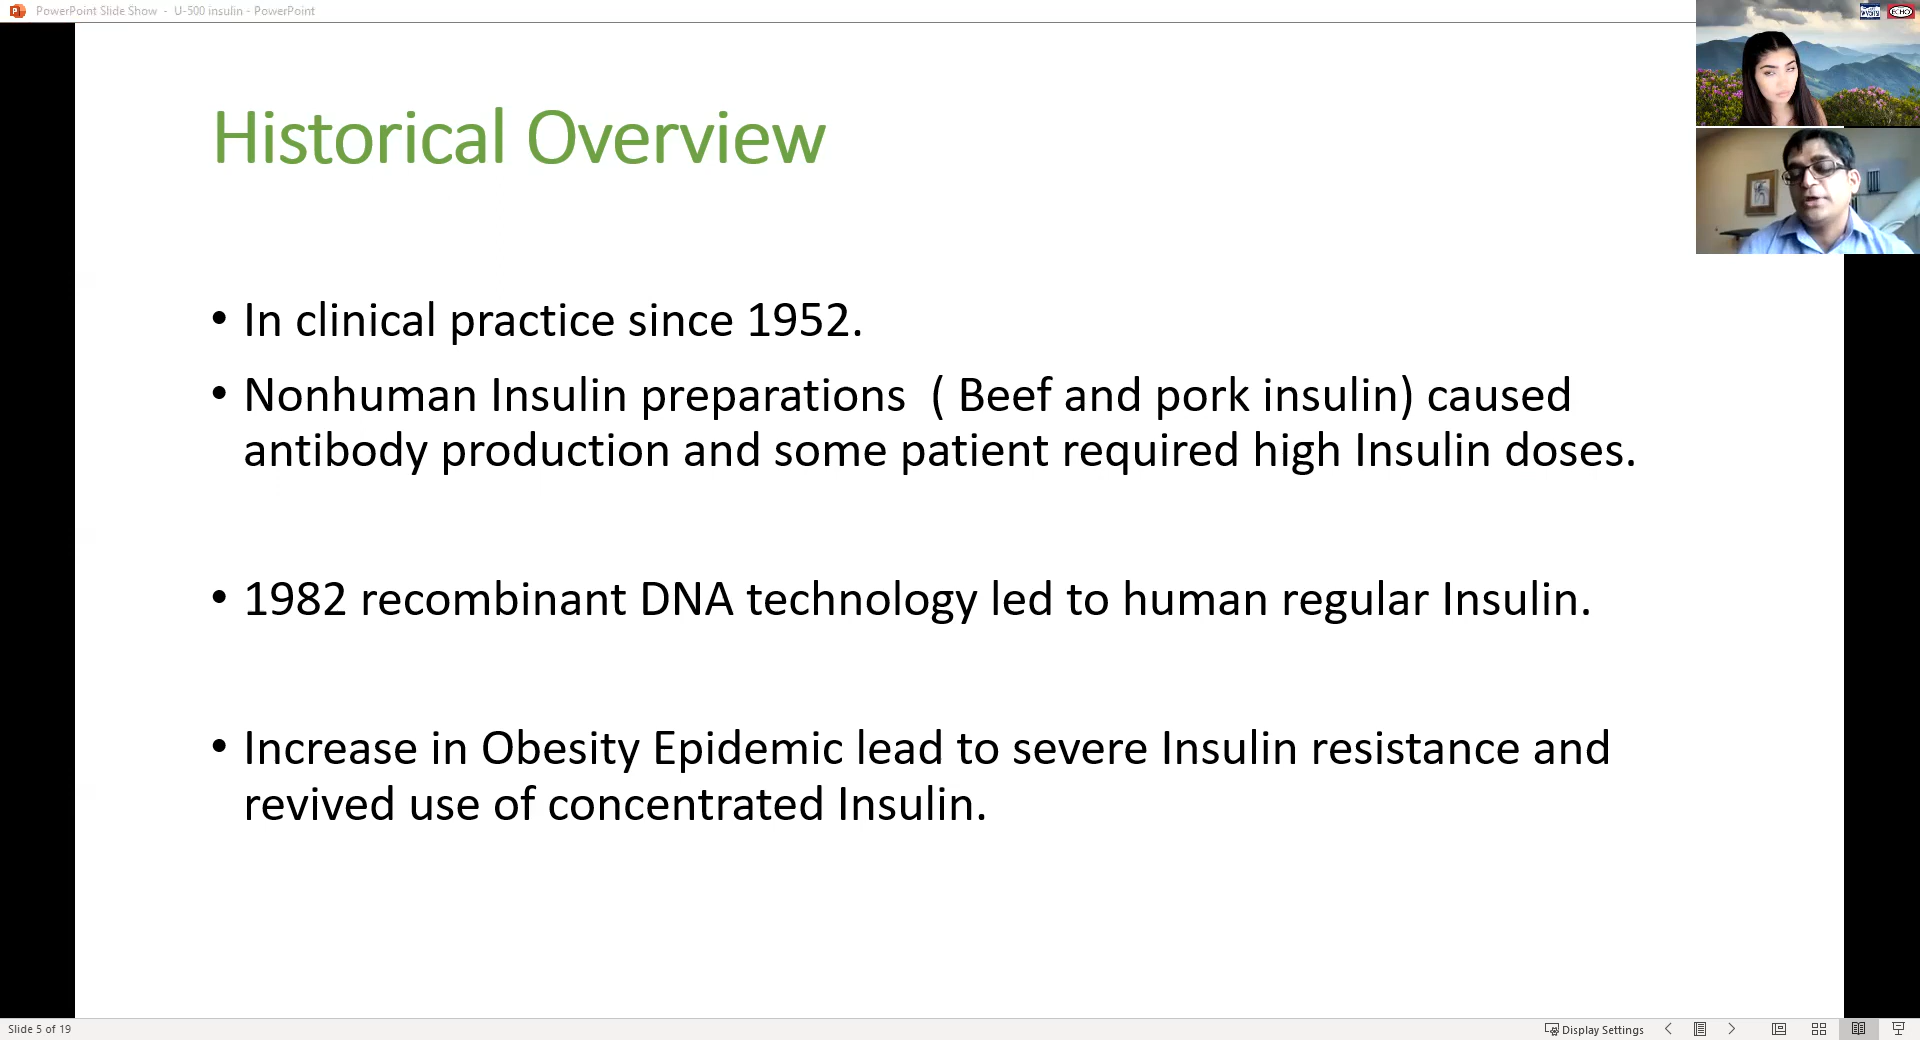 PowerPoint Slide Show - U-500 insulin - PowerPoint
ECHO
Historical Overview
• In clinical practice since 1952.
• Nonhuman Insulin preparations ( Beef and pork insulin) caused
antibody production and some patient required high Insulin doses.
• 1982 recombinant DNA technology led to human regular Insulin.
• Increase in Obesity Epidemic lead to severe Insulin resistance and
revived use of concentrated Insulin.
Slide 5 of 19
Display Settings